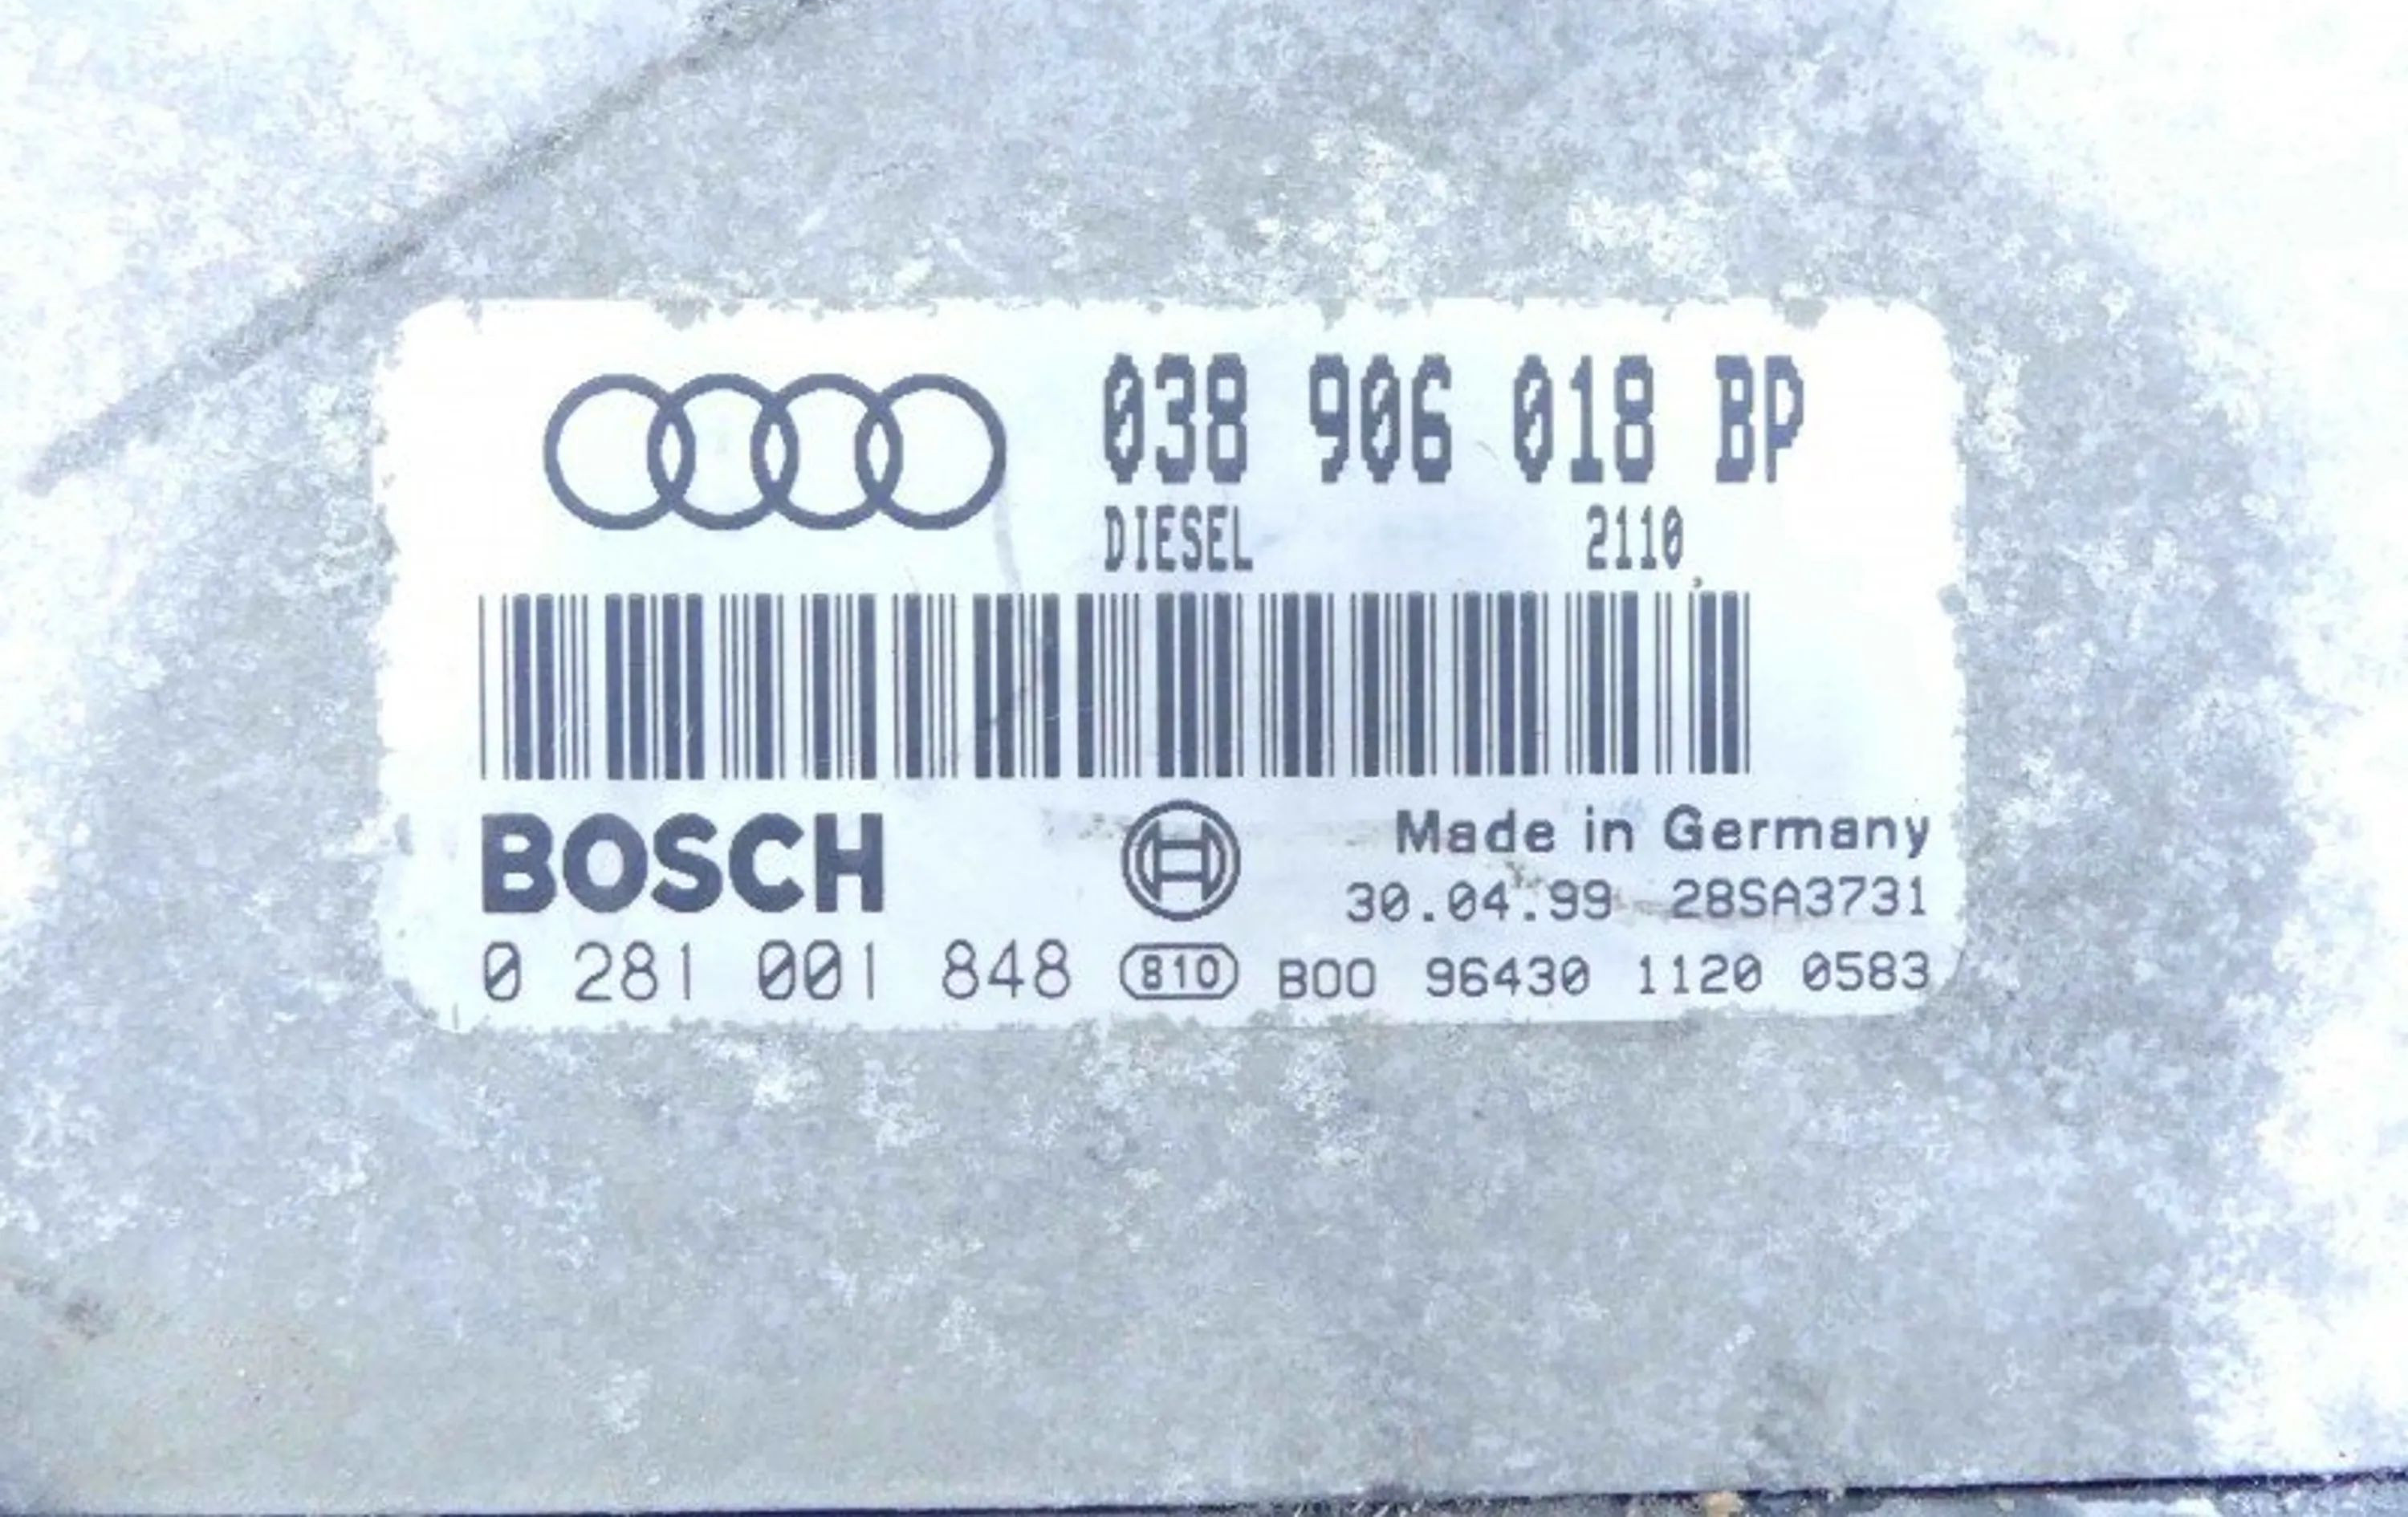 038 906 018 BP
DIESEL 2110
BOSCH
Made in Germany
30.04.99 28SA3731
0 281 001 848 810 B00 96430 1120 0583